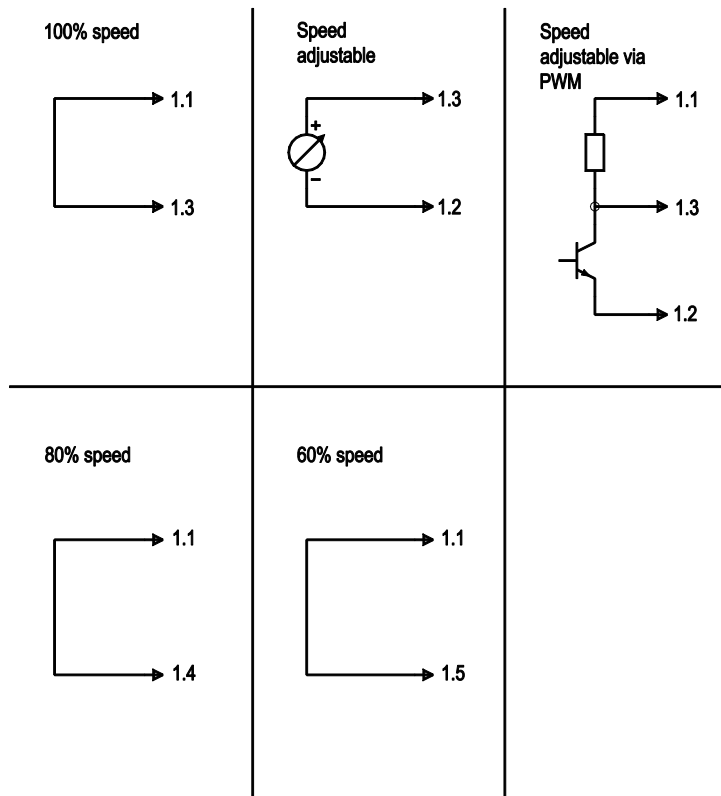 100% speed
1.1
1.3
Speed
adjustable
+
1.3
−
1.2
Speed
adjustable via
PWM
1.1
1.3
1.2
80% speed
1.1
1.4
60% speed
1.1
1.5